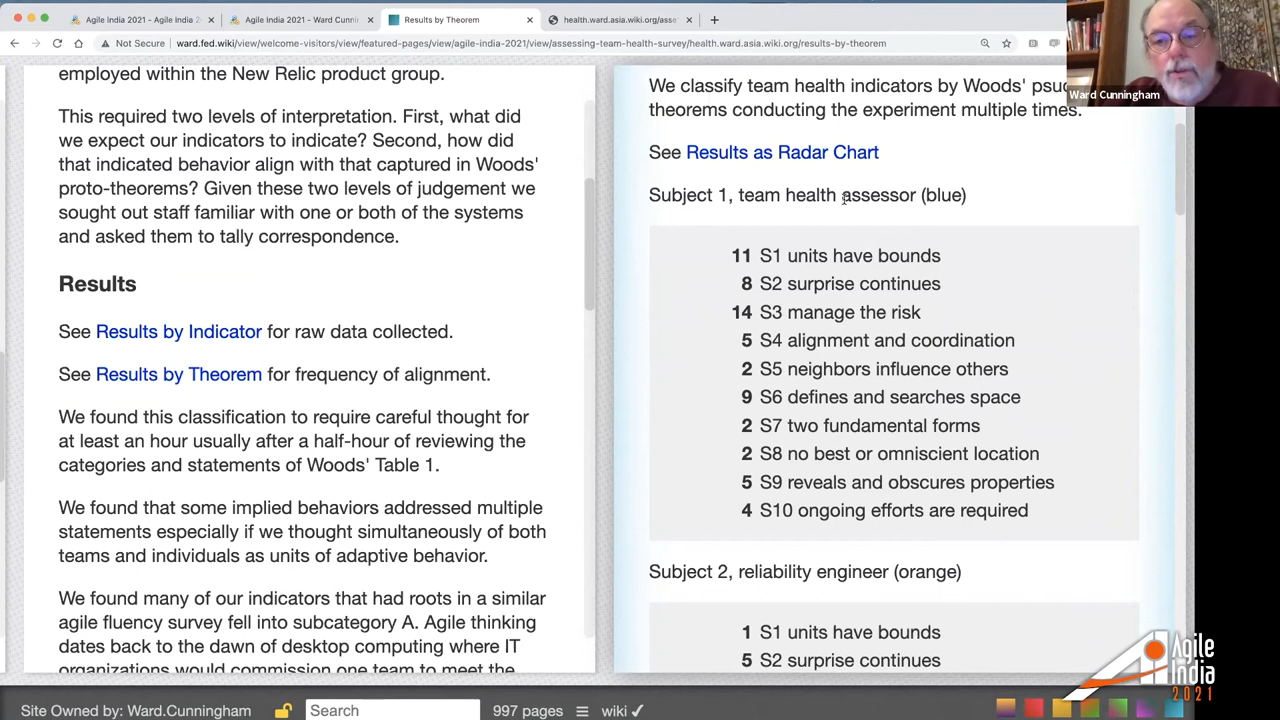 Agile India 2021 - Agile India 2
Agile India 2021 - Ward Cunnin
Results by Theorem
health.ward.asia.wiki.org/asse
Not Secure
ward.fed.wiki/view/welcome-visitors/view/featured-pages/view/agile-india-2021/view/assessing-team-health-survey/health.ward.asia.wiki.org/results-by-theorem
Ward Cunningham
employed within the New Relic product group.
This required two levels of interpretation. First, what did
we expect our indicators to indicate? Second, how did
that indicated behavior align with that captured in Woods'
proto-theorems? Given these two levels of judgement we
sought out staff familiar with one or both of the systems
and asked them to tally correspondence.
Results
See Results by Indicator for raw data collected.
See Results by Theorem for frequency of alignment.
We found this classification to require careful thought for
at least an hour usually after a half-hour of reviewing the
categories and statements of Woods' Table 1.
We found that some implied behaviors addressed multiple
statements especially if we thought simultaneously of both
teams and individuals as units of adaptive behavior.
We found many of our indicators that had roots in a similar
agile fluency survey fell into subcategory A. Agile thinking
dates back to the dawn of desktop computing where IT
organizations would commission one team to meet the
We classify team health indicators by Woods' psu
theorems conducting the experiment multiple times.
See Results as Radar Chart
Subject 1, team health assessor (blue)
11 S1 units have bounds
8 S2 surprise continues
14 S3 manage the risk
5 S4 alignment and coordination
2 S5 neighbors influence others
9 S6 defines and searches space
2 S7 two fundamental forms
2 S8 no best or omniscient location
5 S9 reveals and obscures properties
4 S10 ongoing efforts are required
Subject 2, reliability engineer (orange)
1 S1 units have bounds
5 S2 surprise continues
Agile
India
2021
Site Owned by: Ward.Cunningham
Search
997 pages
wiki ✓